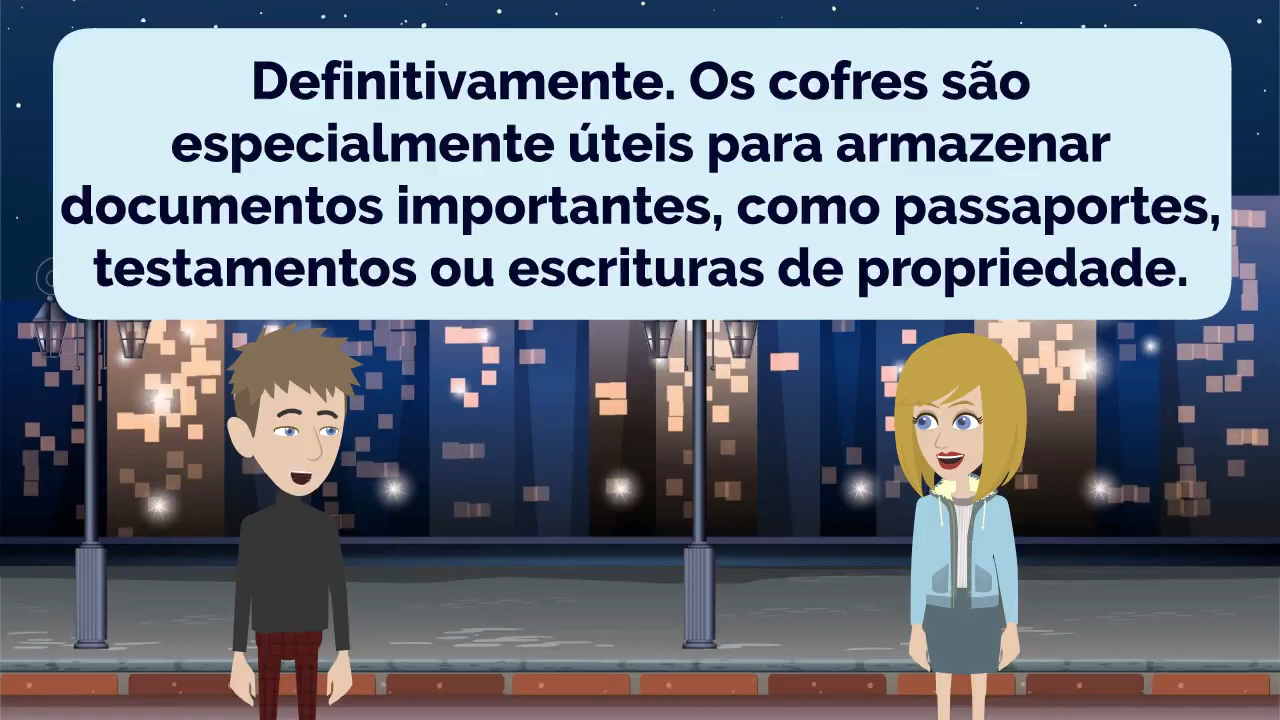 Definitivamente. Os cofres são
especialmente úteis para armazenar
documentos importantes, como passaportes,
testamentos ou escrituras de propriedade.